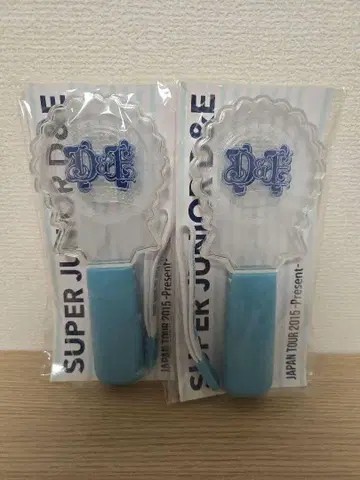 SUPER JUNIOR D&E
D&E
JAPAN TOUR 2015 -Present-
SUPER JUNIOR D&E
D&E
JAPAN TOUR 2015 -Present-